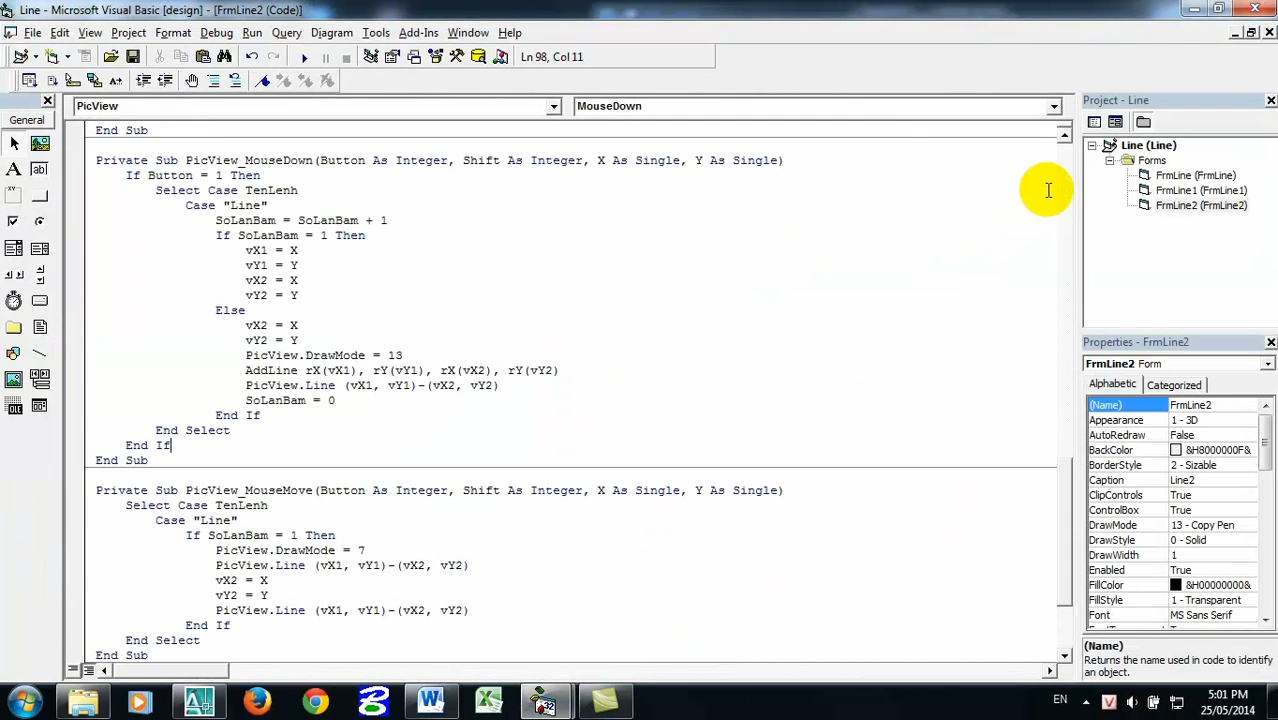 Line - Microsoft Visual Basic [design] - [FrmLine2 (Code)]
File Edit View Project Format Debug Run Query Diagram Tools Add-Ins Window Help
Ln 98, Col 11
General
PicView MouseDown
End Sub
Private Sub PicView_MouseDown(Button As Integer, Shift As Integer, X As Single, Y As Single)
If Button = 1 Then
Select Case TenLenh
Case "Line"
SoLanBam = SoLanBam + 1
If SoLanBam = 1 Then
vX1 = X
vY1 = Y
vX2 = X
vY2 = Y
Else
vX2 = X
vY2 = Y
PicView.DrawMode = 13
AddLine rX(vX1), rY(vY1), rX(vX2), rY(vY2)
PicView.Line (vX1, vY1)-(vX2, vY2)
SoLanBam = 0
End If
End Select
End If
End Sub
Private Sub PicView_MouseMove(Button As Integer, Shift As Integer, X As Single, Y As Single)
Select Case TenLenh
Case "Line"
If SoLanBam = 1 Then
PicView.DrawMode = 7
PicView.Line (vX1, vY1)-(vX2, vY2)
vX2 = X
vY2 = Y
PicView.Line (vX1, vY1)-(vX2, vY2)
End If
End Select
End Sub
Project - Line
Line (Line)
Forms
FrmLine (FrmLine)
FrmLine1 (FrmLine1)
FrmLine2 (FrmLine2)
Properties - FrmLine2
FrmLine2 Form
Alphabetic Categorized
(Name) FrmLine2
Appearance 1 - 3D
AutoRedraw False
BackColor &H8000000F&
BorderStyle 2 - Sizable
Caption Line2
ClipControls True
ControlBox True
DrawMode 13 - Copy Pen
DrawStyle 0 - Solid
DrawWidth 1
Enabled True
FillColor &H00000000&
FillStyle 1 - Transparent
Font MS Sans Serif
(Name)
Returns the name used in code to identify
an object.
EN
5:01 PM
25/05/2014